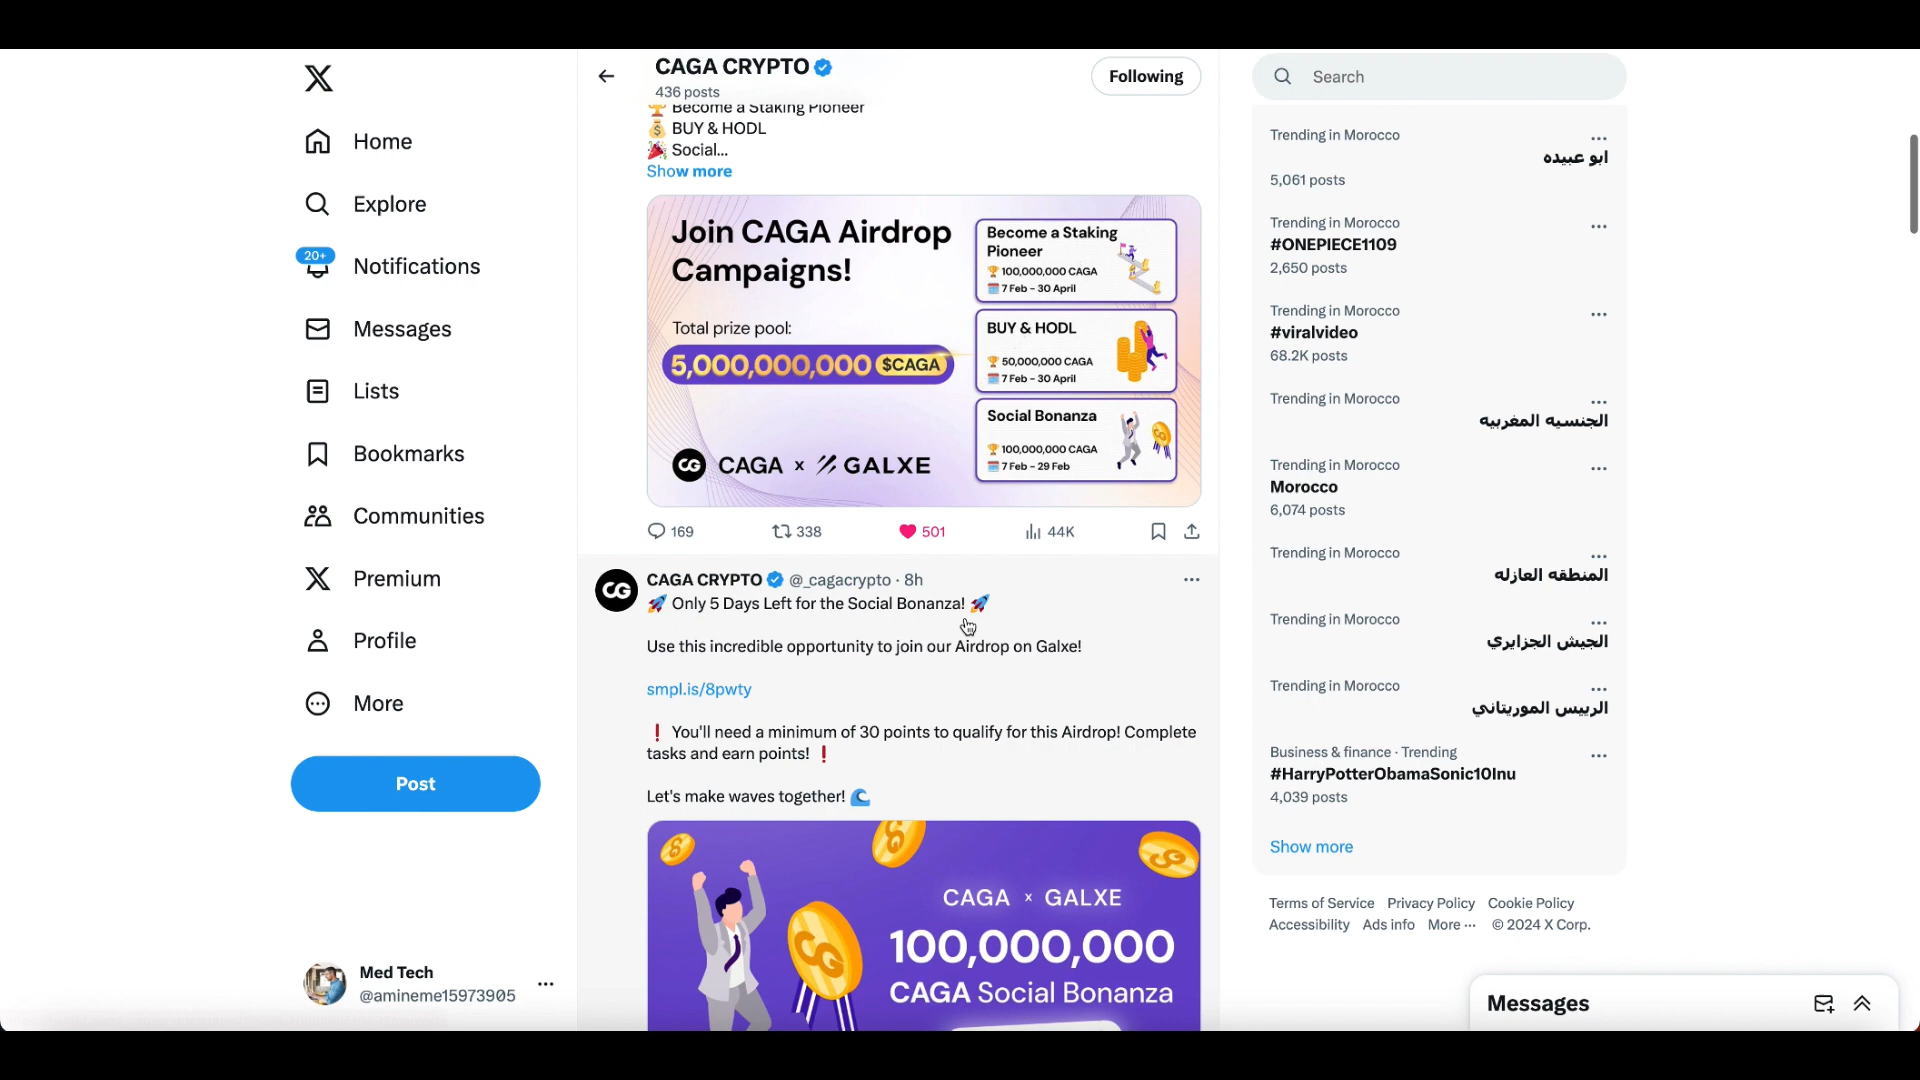 Home
Explore
20+
Notifications
Messages
Lists
Bookmarks
Communities
Premium
Profile
More
Post
Med Tech
@amineme15973905
CAGA CRYPTO
436 posts
Following
Become a Staking Pioneer
BUY & HODL
Social...
Show more
Join CAGA Airdrop
Campaigns!
Total prize pool:
5,000,000,000 $CAGA
CG CAGA x GALXE
Become a Staking
Pioneer
100,000,000 CAGA
7 Feb - 30 April
BUY & HODL
50,000,000 CAGA
7 Feb - 30 April
Social Bonanza
100,000,000 CAGA
7 Feb - 29 Feb
169 338 501 44K
CG
CAGA CRYPTO @_cagacrypto · 8h
Only 5 Days Left for the Social Bonanza!
Use this incredible opportunity to join our Airdrop on Galxe!
smpl.is/8pwty
❗ You'll need a minimum of 30 points to qualify for this Airdrop! Complete
tasks and earn points! ❗
Let's make waves together!
CAGA x GALXE
100,000,000
CAGA Social Bonanza
CG
Search
Trending in Morocco
ابو عبيده
5,061 posts
Trending in Morocco
#ONEPIECE1109
2,650 posts
Trending in Morocco
#viralvideo
68.2K posts
Trending in Morocco
الجنسيه المغربيه
Trending in Morocco
Morocco
6,074 posts
Trending in Morocco
المنطقه العازله
Trending in Morocco
الجيش الجزايري
Trending in Morocco
الرييس الموريتاني
Business & finance · Trending
#HarryPotterObamaSonic10Inu
4,039 posts
Show more
Terms of Service Privacy Policy Cookie Policy
Accessibility Ads info More ··· © 2024 X Corp.
Messages